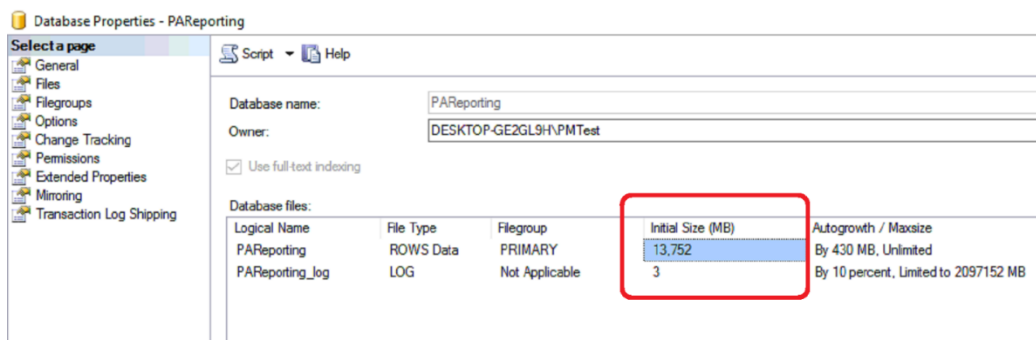 Database Properties - PAReporting
Select a page
General
Files
Filegroups
Options
Change Tracking
Permissions
Extended Properties
Mirroring
Transaction Log Shipping
Script Help
Database name: PAReporting
Owner: DESKTOP-GE2GL9H\PMTest
Use full-text indexing
Database files:
Logical Name File Type Filegroup Initial Size (MB) Autogrowth / Maxsize
PAReporting ROWS Data PRIMARY 13,752 By 430 MB, Unlimited
PAReporting_log LOG Not Applicable 3 By 10 percent, Limited to 2097152 MB